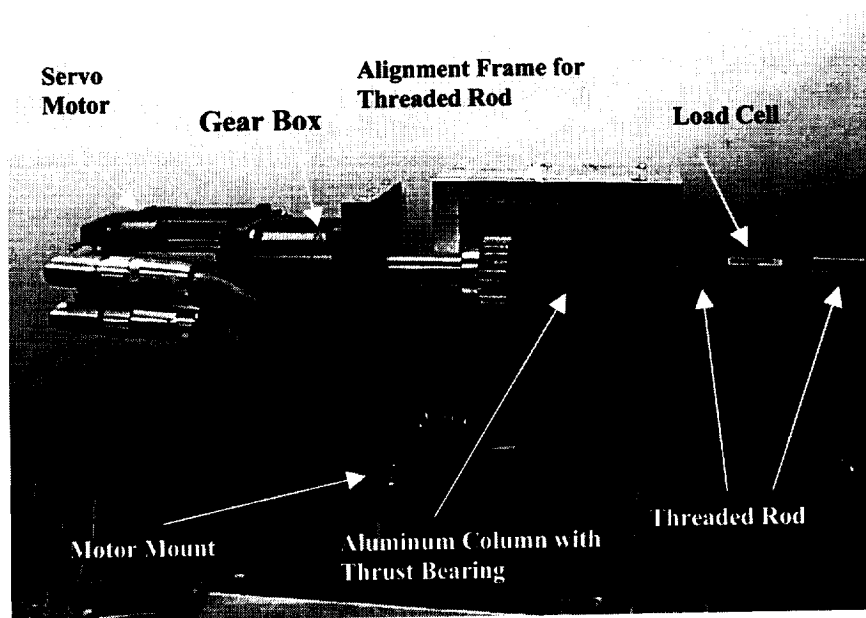 Servo
Motor
Gear Box
Alignment Frame for
Threaded Rod
Load Cell
Motor Mount
Aluminum Column with
Thrust Bearing
Threaded Rod